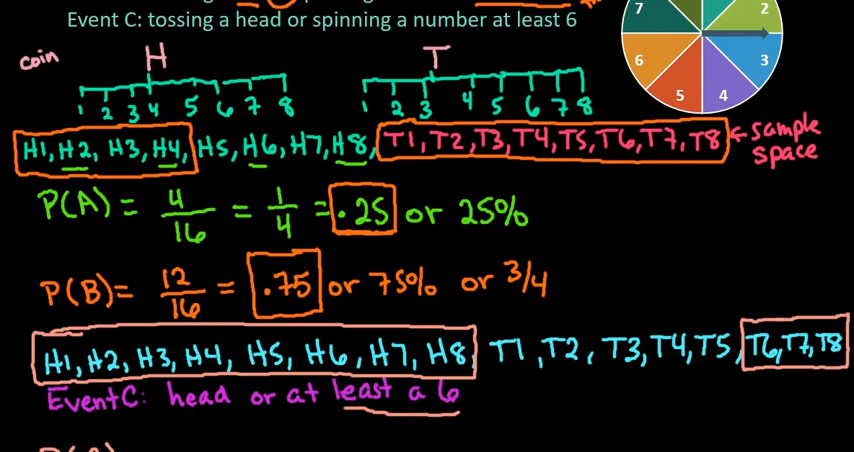 Event C: tossing a head or spinning a number at least 6
7 2
6 3
5 4
coin H T
1 2 3 4 5 6 7 8 1 2 3 4 5 6 7 8
H1, H2, H3, H4, H5, H6, H7, H8, T1, T2, T3, T4, T5, T6, T7, T8 ← sample space
P(A) = 4/16 = 1/4 = .25 or 25%
P(B) = 12/16 = .75 or 75% or 3/4
H1, H2, H3, H4, H5, H6, H7, H8 T1, T2, T3, T4, T5, T6, T7, T8
Event C: head or at least a 6